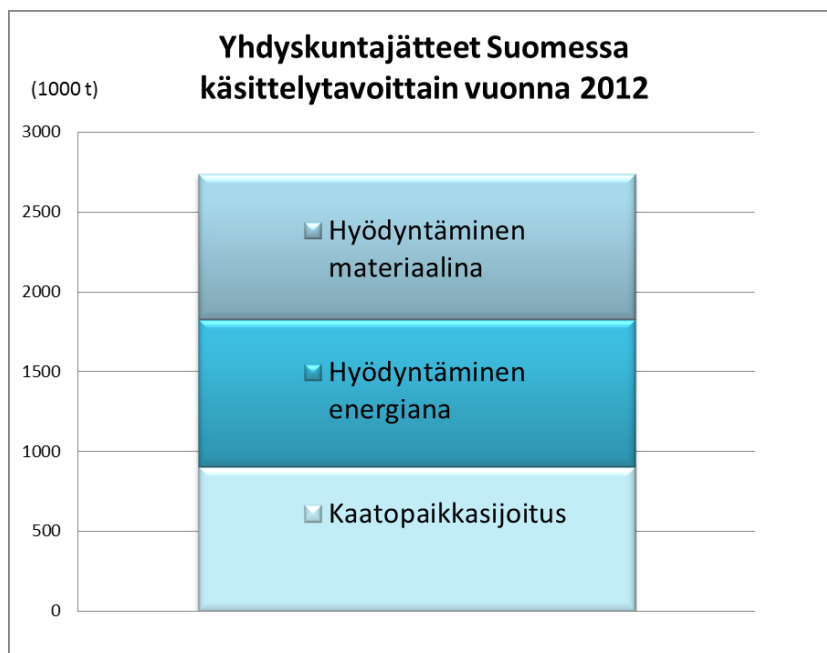 Yhdyskuntajätteet Suomessa
käsittelytavoittain vuonna 2012
(1000 t)
3000
2500
2000
1500
1000
500
0
Hyödyntäminen
materiaalina
Hyödyntäminen
energiana
Kaatopaikkasijoitus